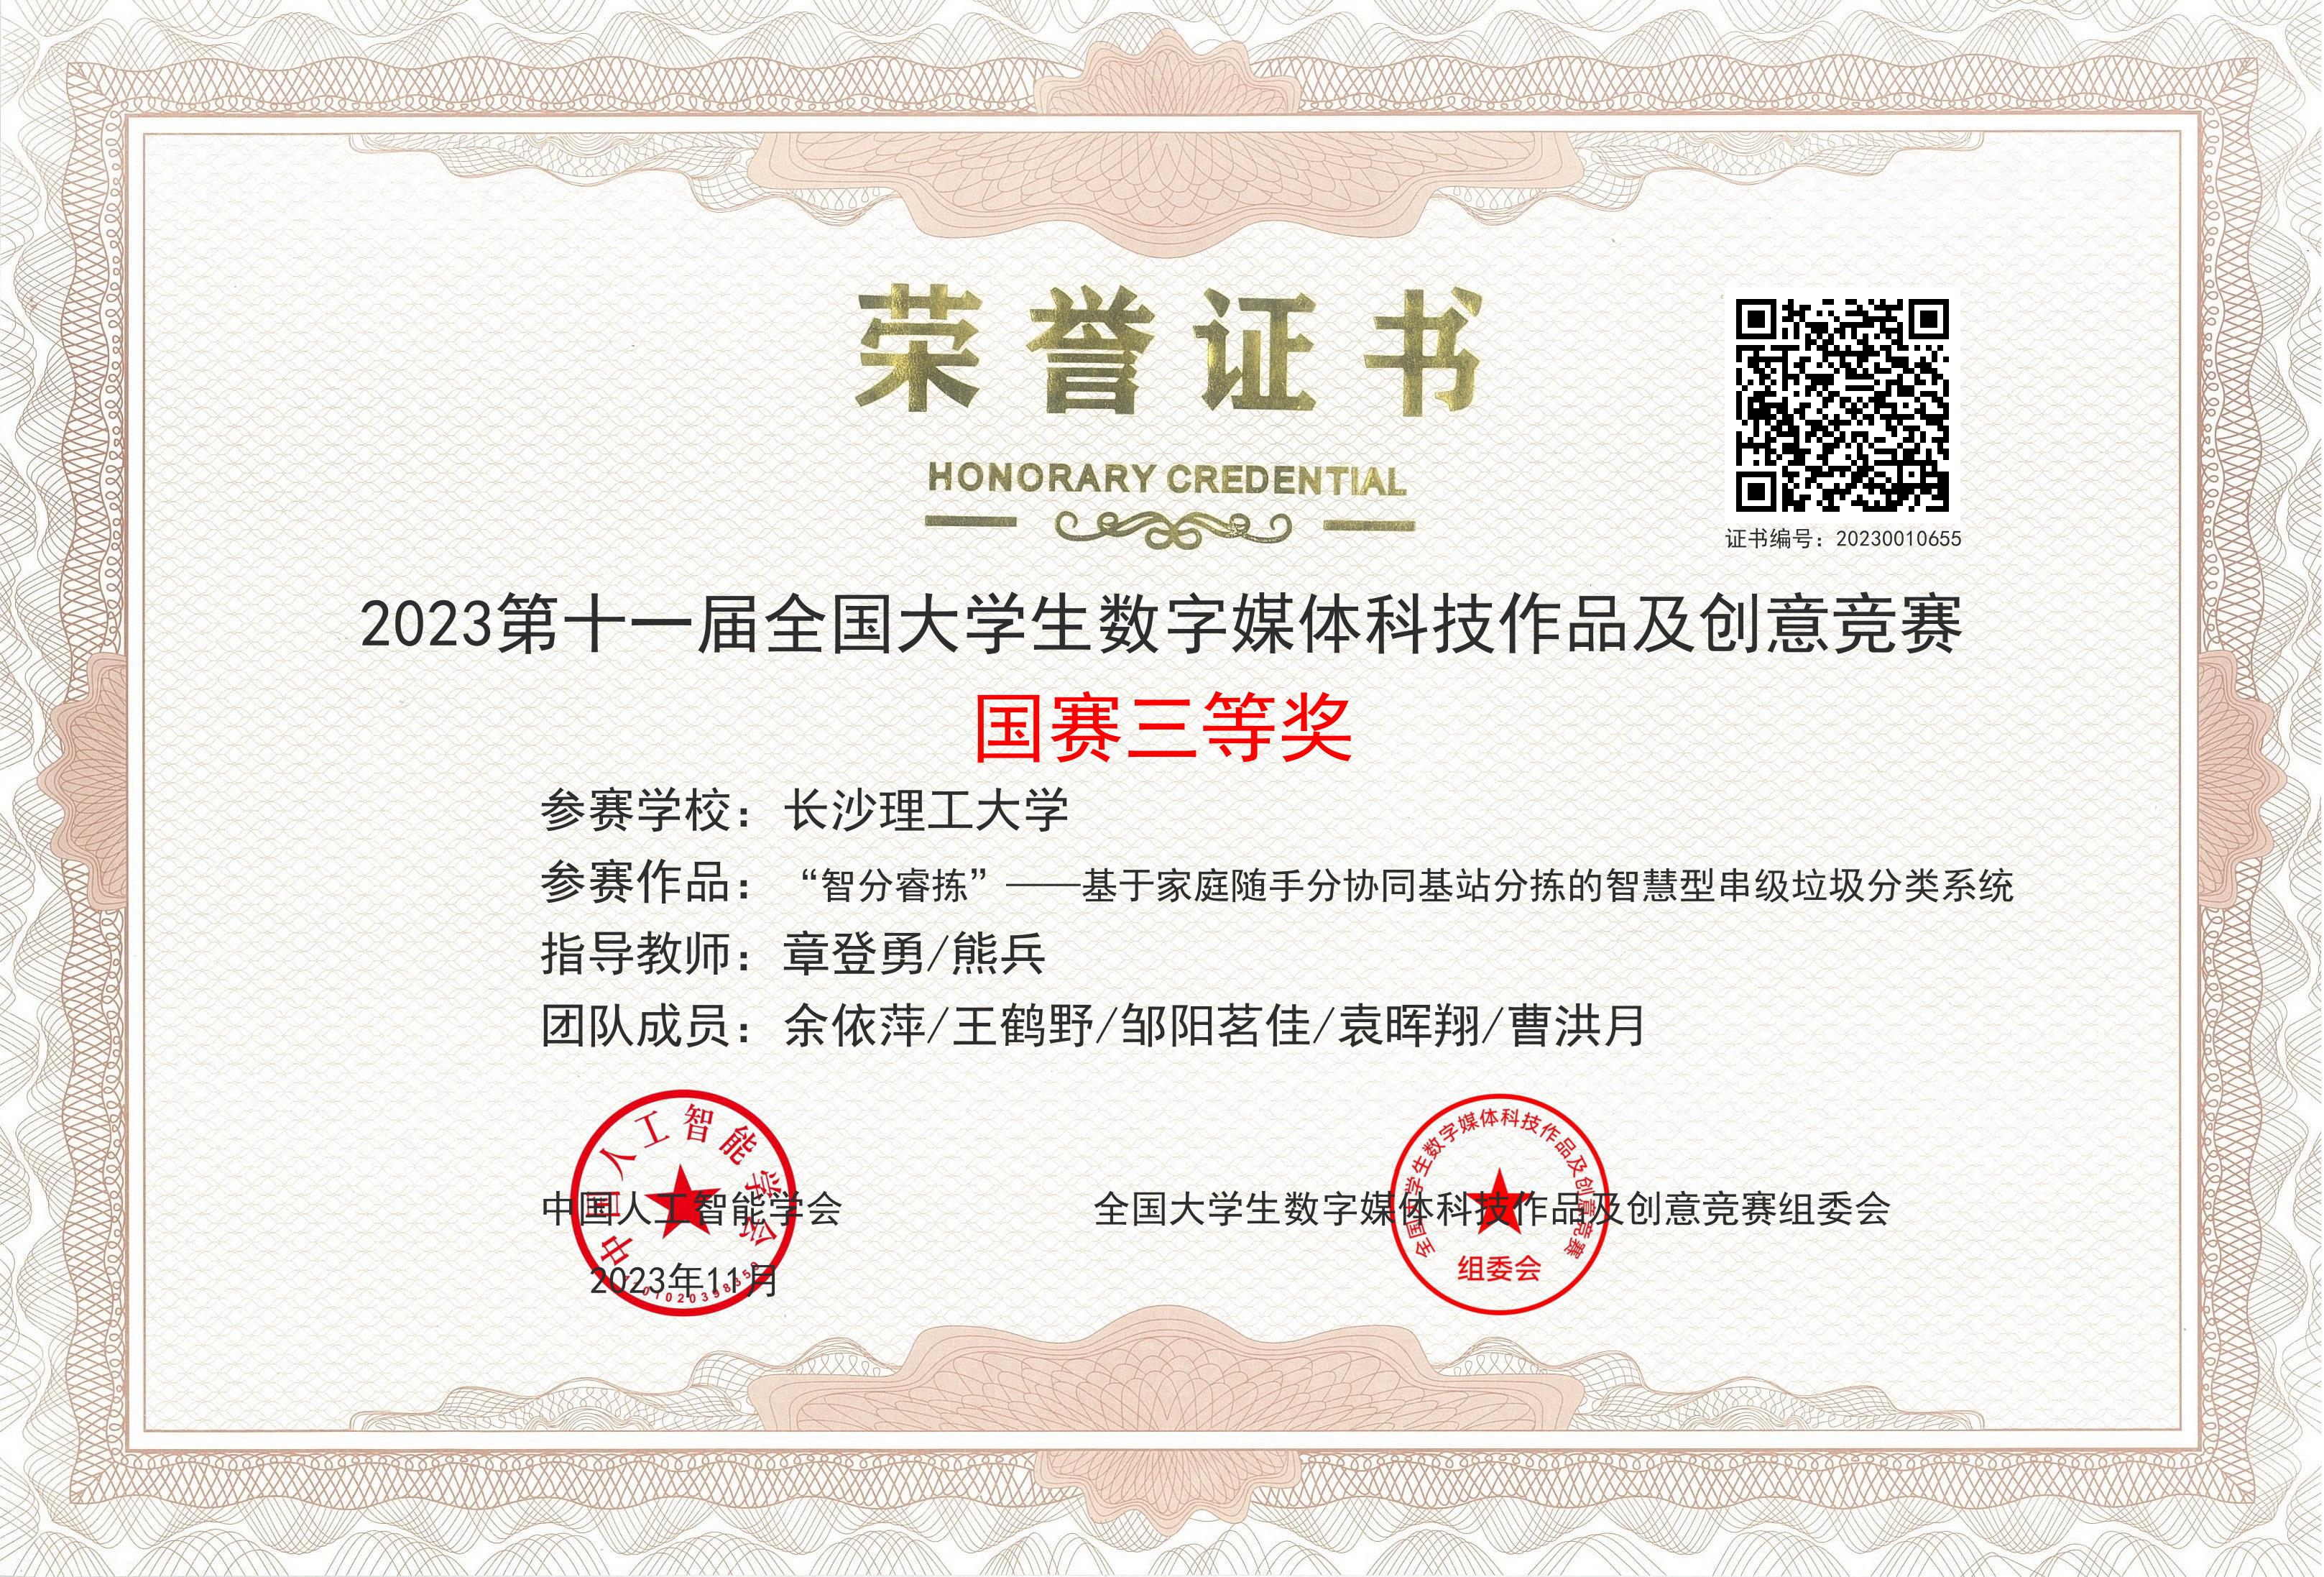 荣誉证书
HONORARY CREDENTIAL
证书编号：20230010655
2023第十一届全国大学生数字媒体科技作品及创意竞赛
国赛三等奖
参赛学校：长沙理工大学
参赛作品：“智分睿拣”——基于家庭随手分协同基站分拣的智慧型串级垃圾分类系统
指导教师：章登勇/熊兵
团队成员：余依萍/王鹤野/邹阳茗佳/袁晖翔/曹洪月
中国人工智能学会
中国人工智能学会
2023年11月
全国大学生数字媒体科技作品及创意竞赛
全国大学生数字媒体科技作品及创意竞赛组委会
组委会